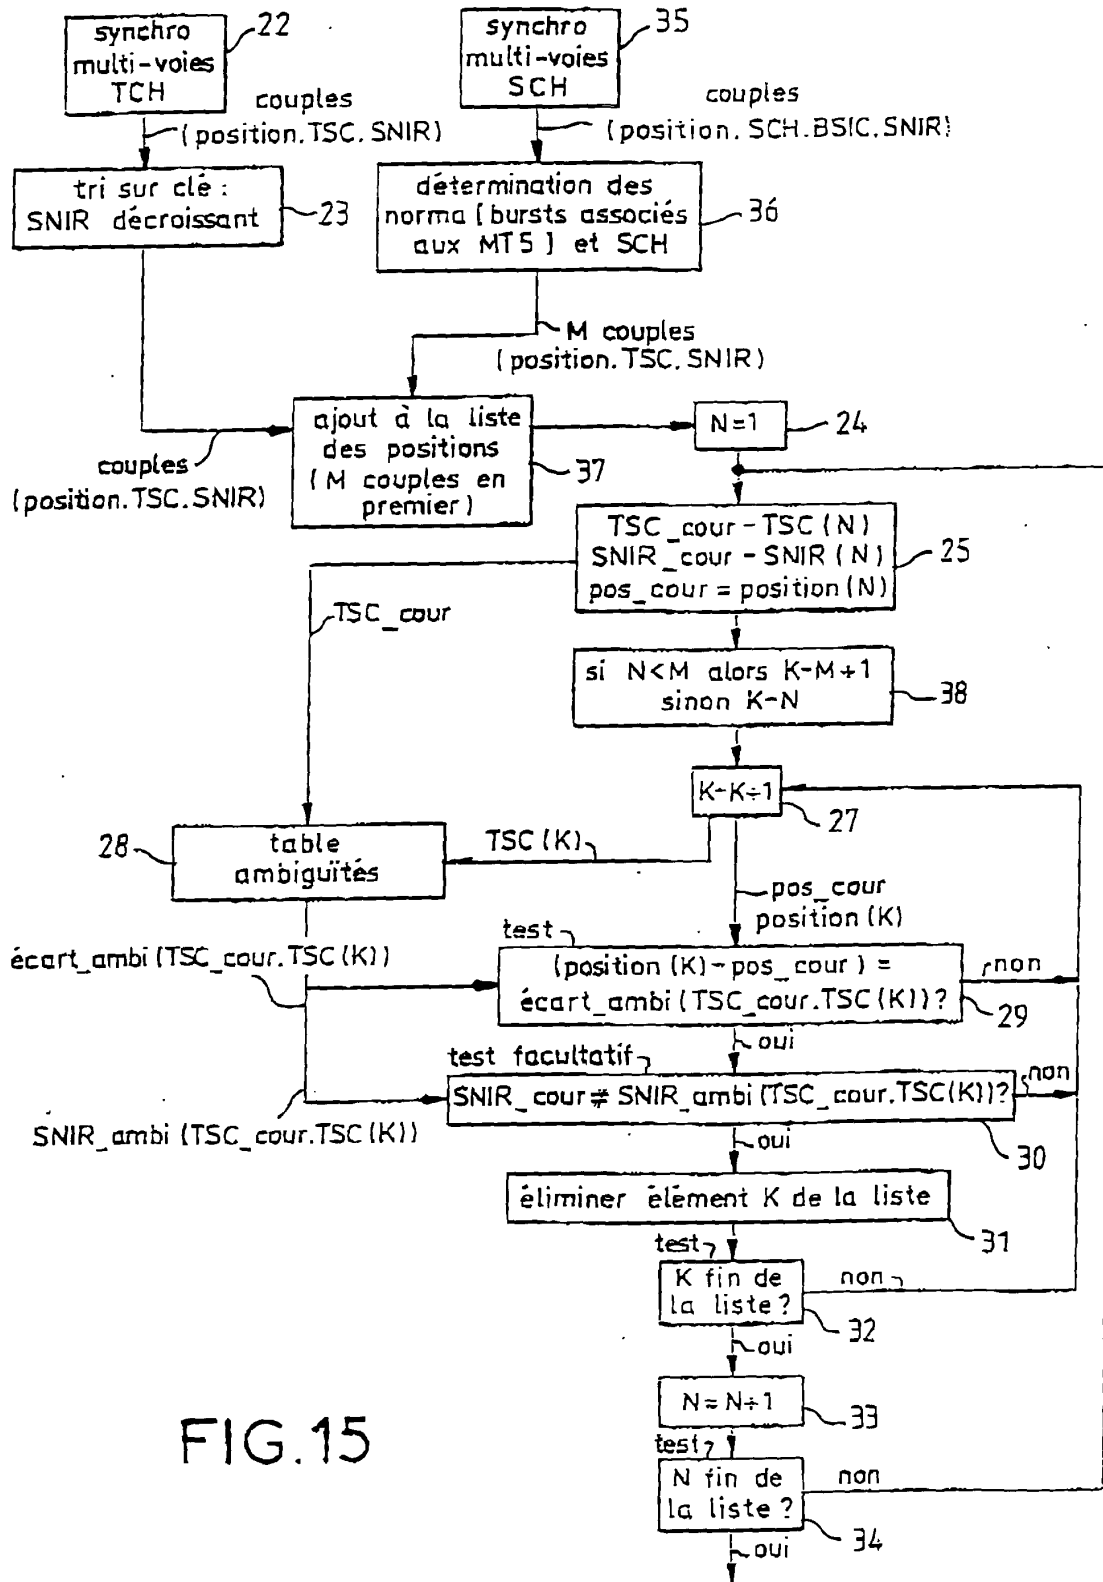 synchro
multi-voies
TCH
22
couples
(position.TSC.SNIR)
synchro
multi-voies
SCH
35
couples
(position.SCH.BSIC.SNIR)
tri sur clé :
SNIR décroissant
23
détermination des
norma (bursts associés
aux MTS) et SCH
36
M couples
(position.TSC.SNIR)
couples
(position.TSC.SNIR)
ajout à la liste
des positions
(M couples en
premier)
37
N=1
24
TSC_cour-TSC(N)
SNIR_cour-SNIR(N)
pos_cour=position(N)
25
TSC_cour
si N<M alors K-M+1
sinon K-N
38
K-K÷1
27
28
table
ambiguïtés
TSC(K)
pos_cour
position(K)
écart_ambi(TSC_cour.TSC(K))
test
(position(K)-pos_cour)=
écart_ambi(TSC_cour.TSC(K))?
non
29
oui
test facultatif
SNIR_cour≠SNIR_ambi(TSC_cour.TSC(K))?
non
30
SNIR_ambi(TSC_cour.TSC(K))
oui
éliminer élément K de la liste
31
test
K fin de
la liste?
non
32
oui
N=N÷1
33
test
N fin de
la liste?
non
34
oui
FIG.15